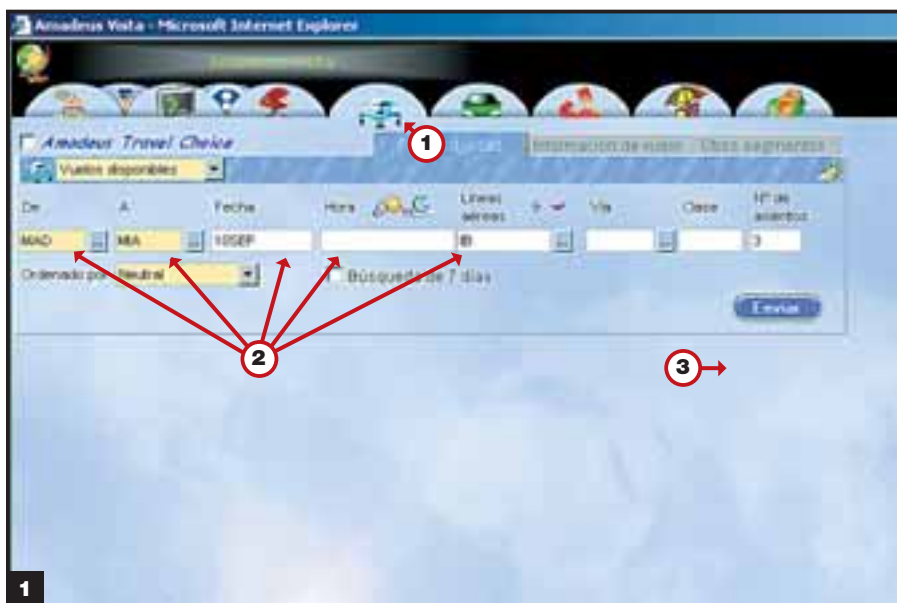 Amadeus Vista - Microsoft Internet Explorer
Amadeus Travel Choice
1
Información de vuelos
Otros segmentos
Vuelos disponibles
De A Fecha Hora Líneas aéreas + Vía Clase Nº de asientos
MAD ... MIA ... 10SEP IB ... ... 3
Ordenado por Neutral Búsqueda de 7 días
Enviar
2
3
1